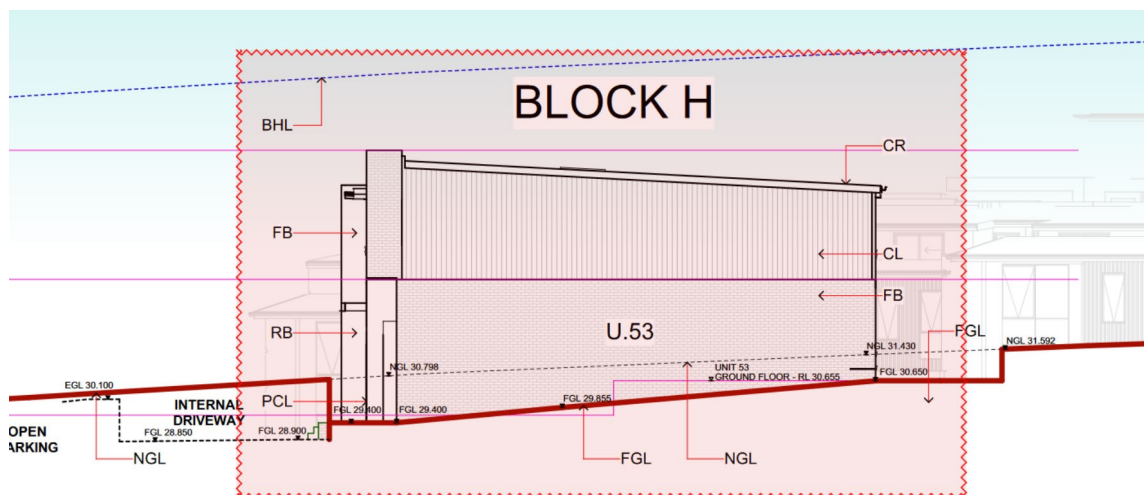 BLOCK H
BHL
CR
FB
CL
FB
RB
U.53
FGL
NGL 31.592
NGL 31.430
NGL 30.798
UNIT 53
GROUND FLOOR - RL 30.655
FGL 30.650
EGL 30.100
PCL
INTERNAL
DRIVEWAY
FGL 29.400
FGL 29.400
FGL 29.855
OPEN
ARKING
FGL 28.850
FGL 28.900
NGL
FGL
NGL